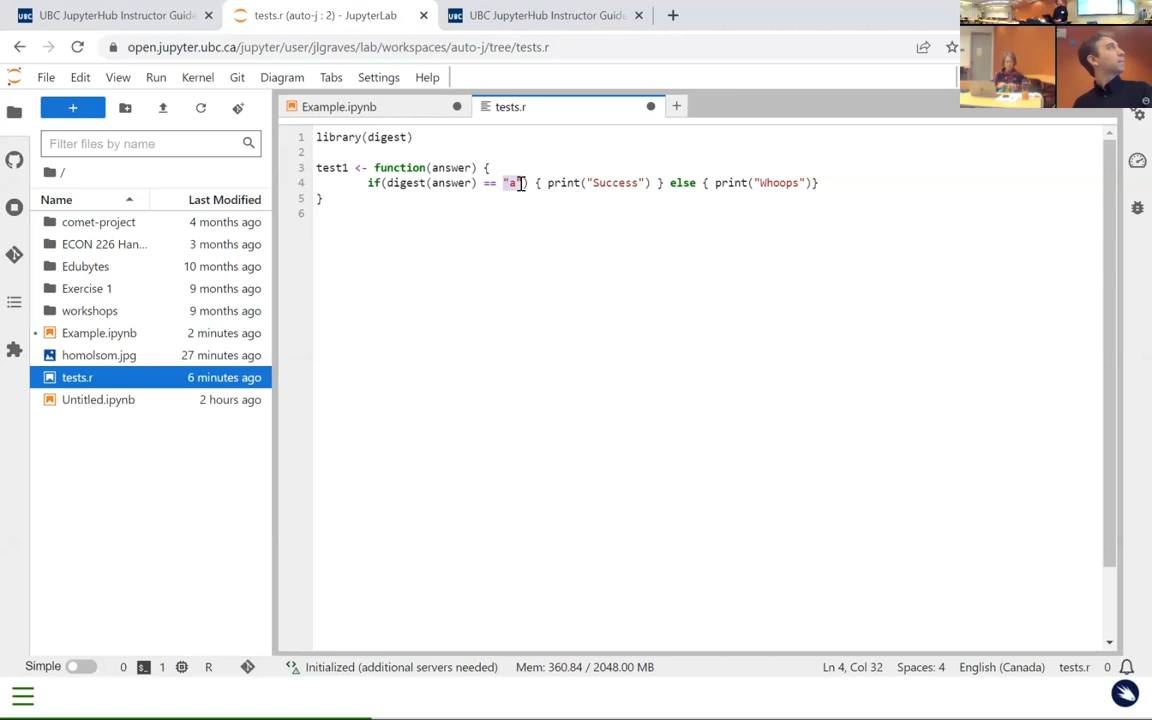 UBC JupyterHub Instructor Guide
tests.r (auto-j : 2) - JupyterLab
UBC JupyterHub Instructor Guide
open.jupyter.ubc.ca/jupyter/user/jlgraves/lab/workspaces/auto-j/tree/tests.r
File Edit View Run Kernel Git Diagram Tabs Settings Help
Example.ipynb
tests.r
Filter files by name
/
Name Last Modified
comet-project 4 months ago
ECON 226 Han... 3 months ago
Edubytes 10 months ago
Exercise 1 9 months ago
workshops 9 months ago
Example.ipynb 2 minutes ago
homolsom.jpg 27 minutes ago
tests.r 6 minutes ago
Untitled.ipynb 2 hours ago
1 library(digest)
2
3 test1 <- function(answer) {
4 if(digest(answer) == "a") { print("Success") } else { print("Whoops")}
5 }
6
Simple 0 $_ 1 R Initialized (additional servers needed) Mem: 360.84 / 2048.00 MB Ln 4, Col 32 Spaces: 4 English (Canada) tests.r 0